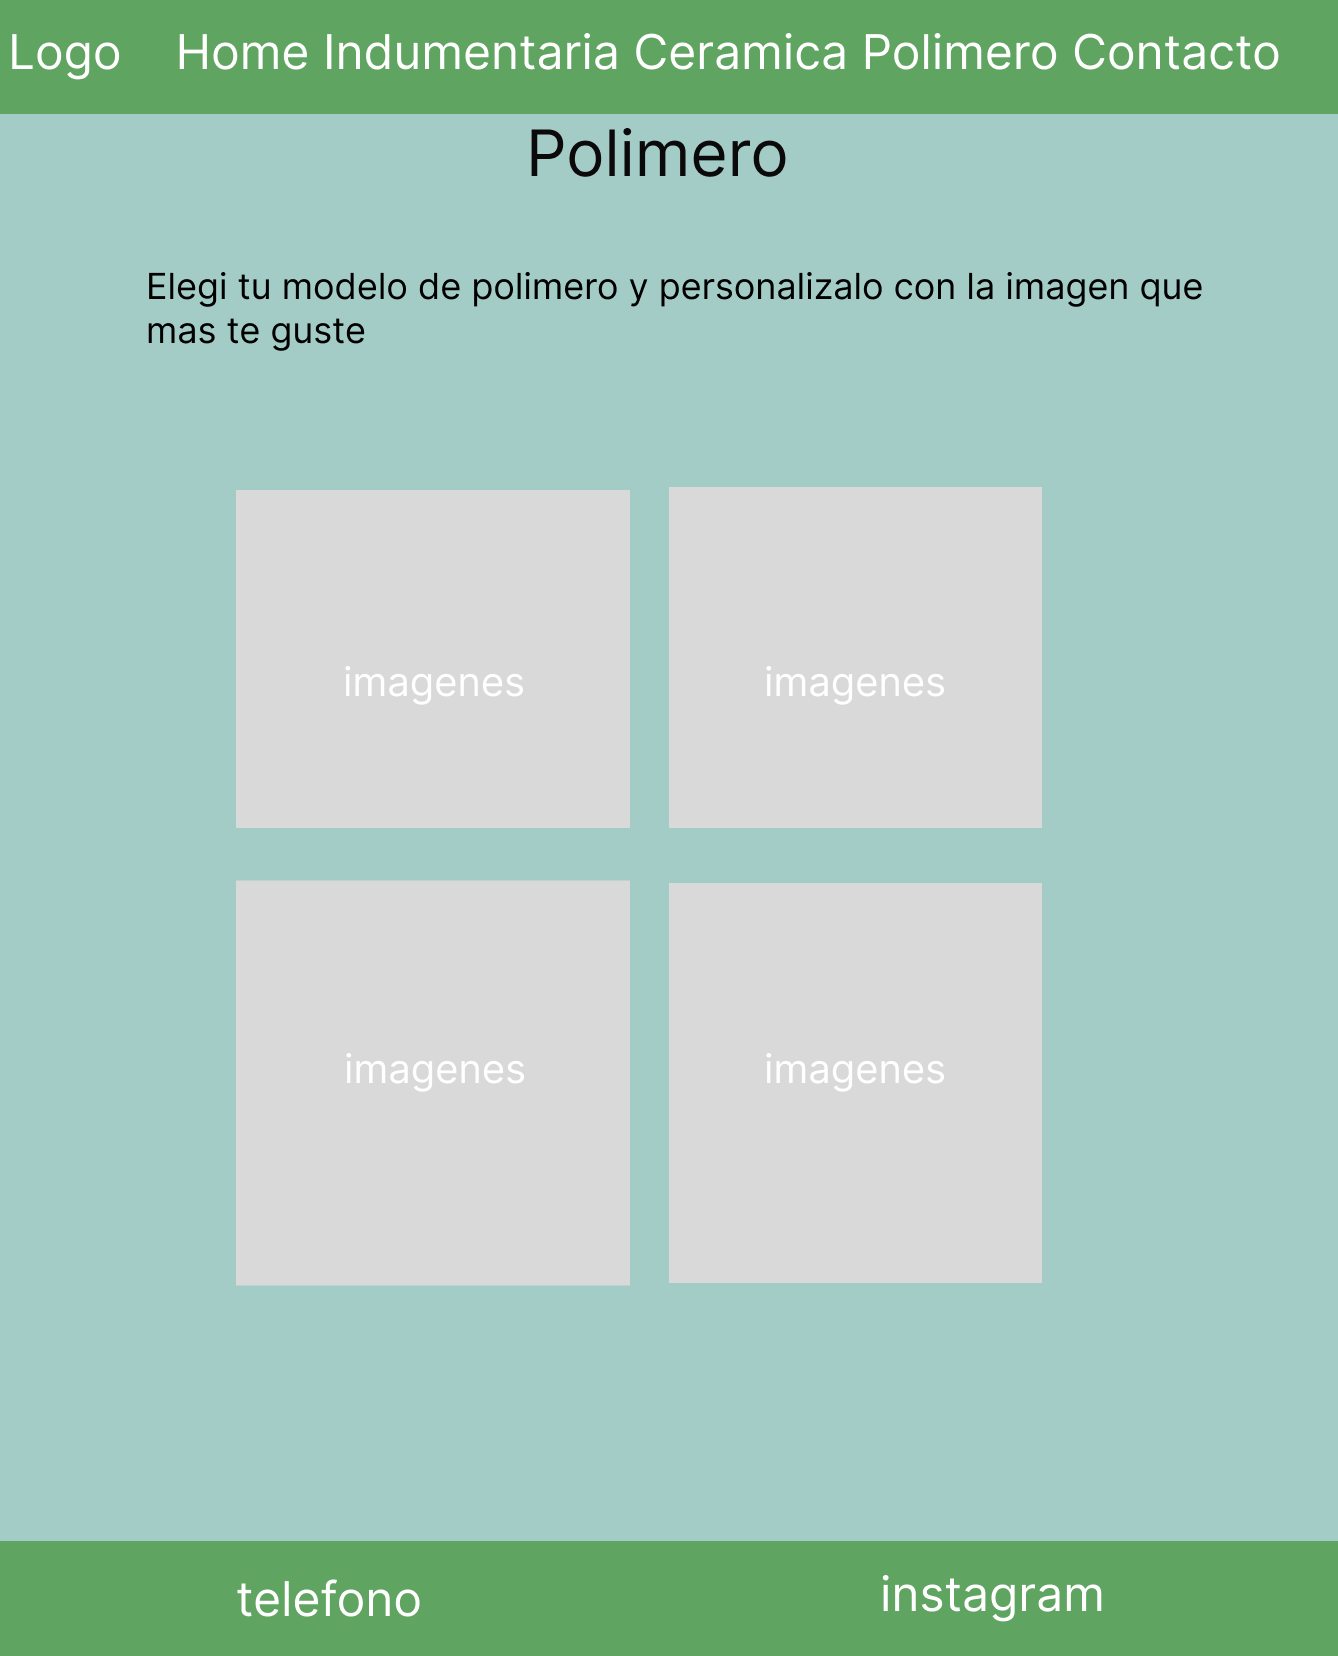 Logo Home Indumentaria Ceramica Polimero Contacto
Polimero
Elegi tu modelo de polimero y personalizalo con la imagen que
mas te guste
imagenes imagenes
imagenes imagenes
telefono instagram